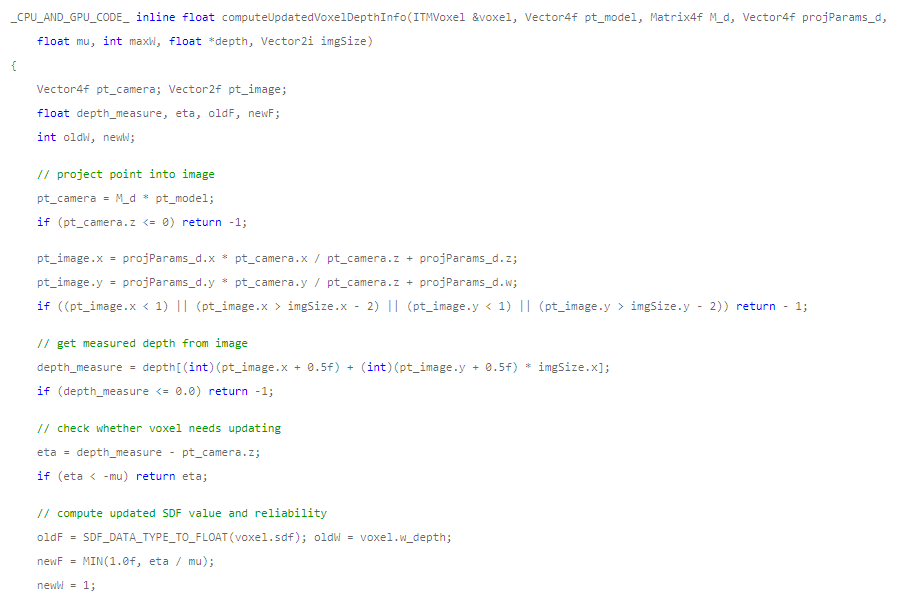 _CPU_AND_GPU_CODE_ inline float computeUpdatedVoxelDepthInfo(ITMVoxel &voxel, Vector4f pt_model, Matrix4f M_d, Vector4f projParams_d,
    float mu, int maxW, float *depth, Vector2i imgSize)
{
    Vector4f pt_camera; Vector2f pt_image;
    float depth_measure, eta, oldF, newF;
    int oldW, newW;
    // project point into image
    pt_camera = M_d * pt_model;
    if (pt_camera.z <= 0) return -1;
    pt_image.x = projParams_d.x * pt_camera.x / pt_camera.z + projParams_d.z;
    pt_image.y = projParams_d.y * pt_camera.y / pt_camera.z + projParams_d.w;
    if ((pt_image.x < 1) || (pt_image.x > imgSize.x - 2) || (pt_image.y < 1) || (pt_image.y > imgSize.y - 2)) return - 1;
    // get measured depth from image
    depth_measure = depth[(int)(pt_image.x + 0.5f) + (int)(pt_image.y + 0.5f) * imgSize.x];
    if (depth_measure <= 0.0) return -1;
    // check whether voxel needs updating
    eta = depth_measure - pt_camera.z;
    if (eta < -mu) return eta;
    // compute updated SDF value and reliability
    oldF = SDF_DATA_TYPE_TO_FLOAT(voxel.sdf); oldW = voxel.w_depth;
    newF = MIN(1.0f, eta / mu);
    newW = 1;